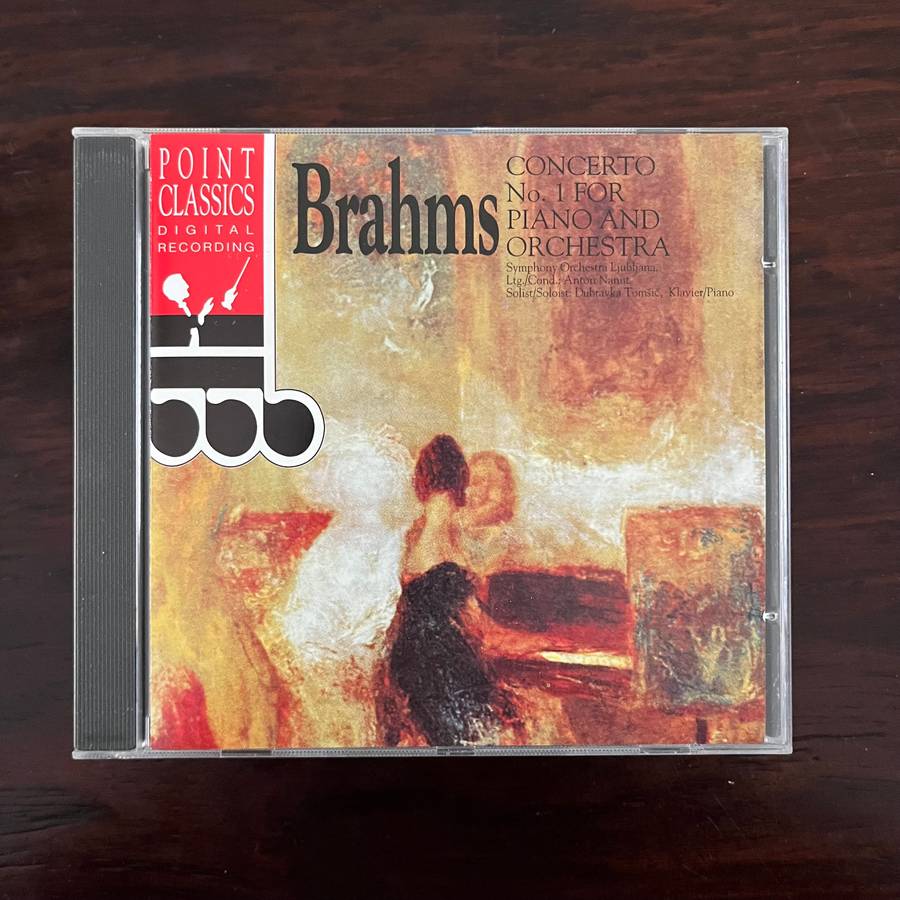 POINT
CLASSICS
DIGITAL
RECORDING
Brahms
CONCERTO
No. 1 FOR
PIANO AND
ORCHESTRA
Symphony Orchestra Ljubljana,
Ltg./Cond.: Anton Nanut,
Solist/Soloist: Dubravka Tomšič, Klavier/Piano